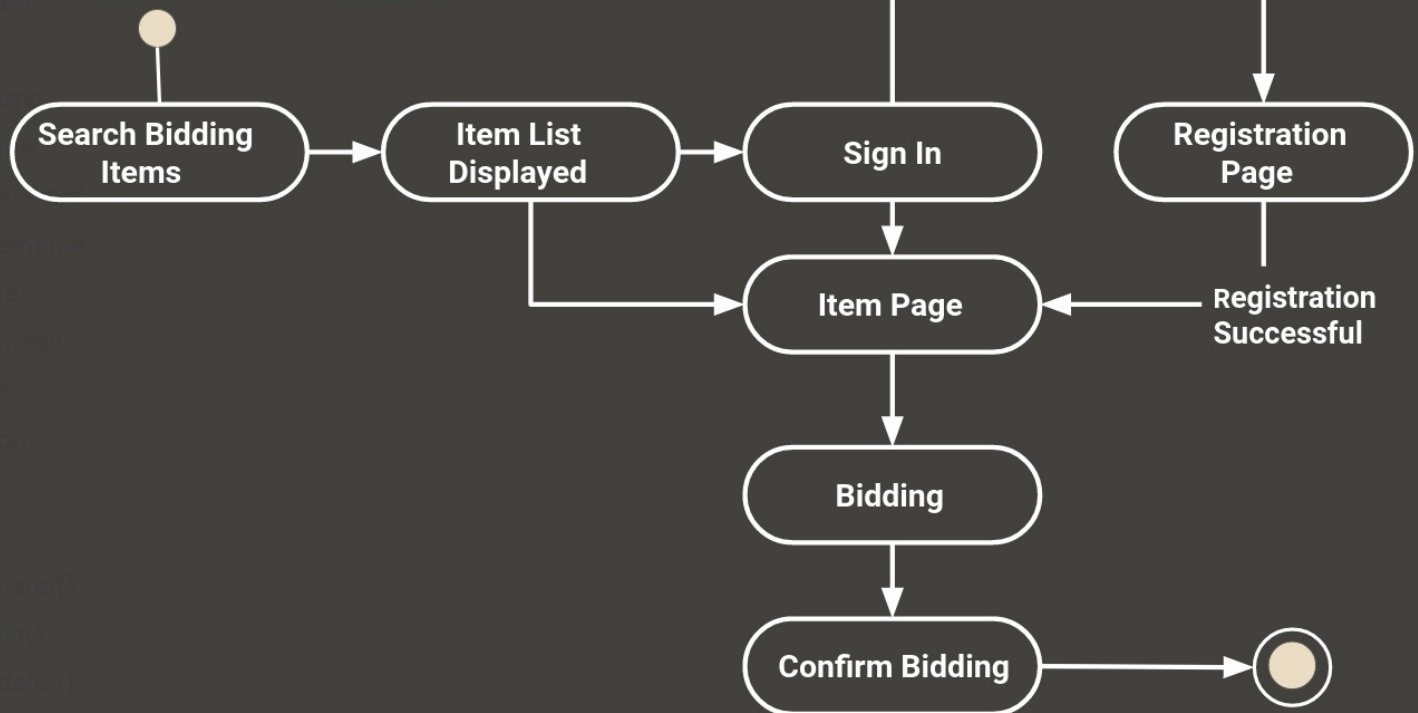 Search Bidding
Items
Item List
Displayed
Sign In
Registration
Page
Item Page
Registration
Successful
Bidding
Confirm Bidding